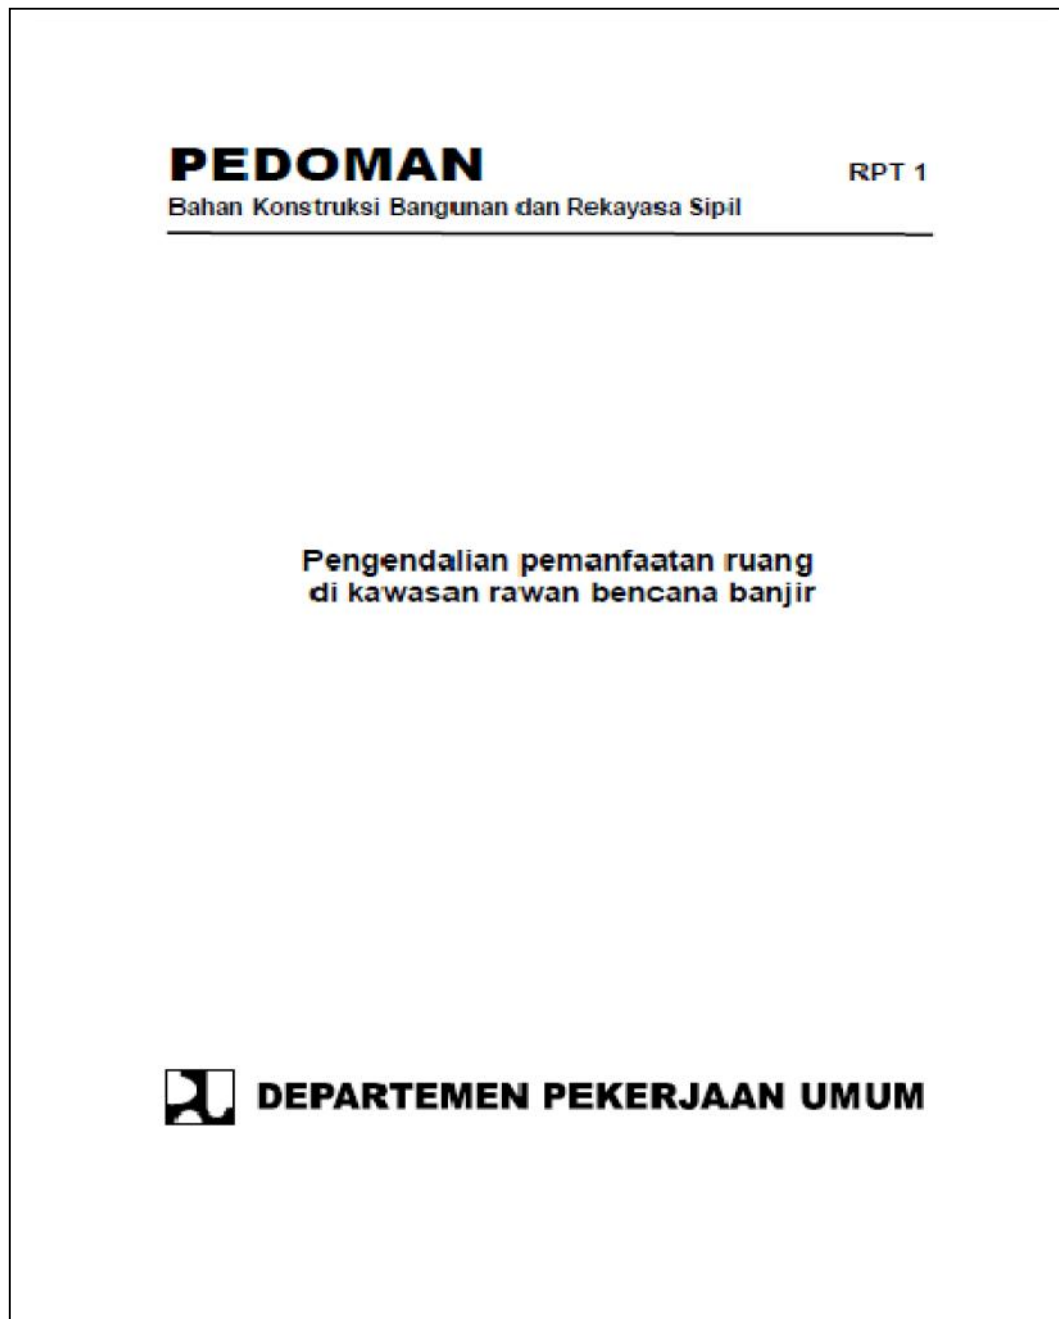 PEDOMAN
RPT 1
Bahan Konstruksi Bangunan dan Rekayasa Sipil
Pengendalian pemanfaatan ruang
di kawasan rawan bencana banjir
DEPARTEMEN PEKERJAAN UMUM